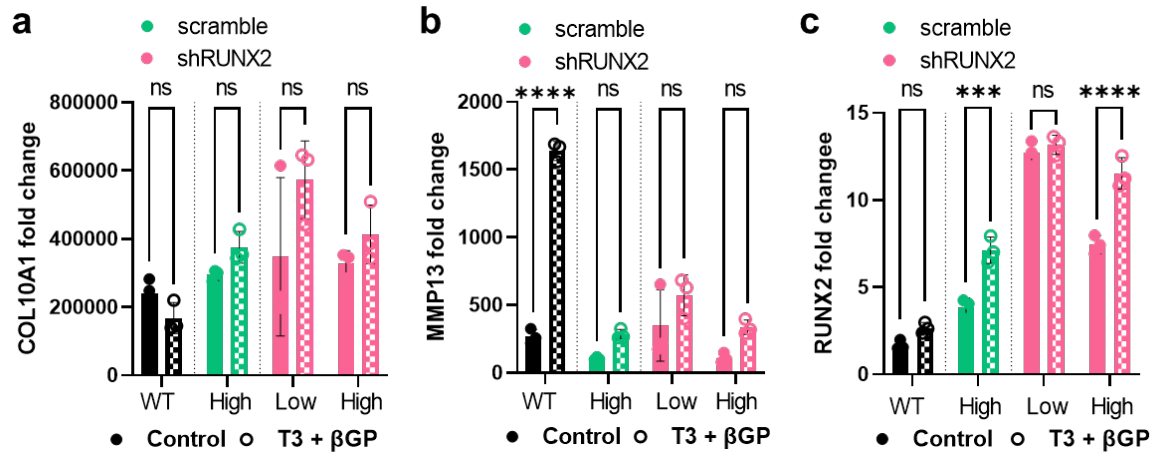 a
scramble
shRUNX2
COL10A1 fold change
800000
600000
400000
200000
0
ns
ns
ns
ns
WT
High
Low
High
Control
T3 + βGP
b
scramble
shRUNX2
MMP13 fold change
2000
1500
1000
500
0
****
ns
ns
ns
WT
High
Low
High
Control
T3 + βGP
c
scramble
shRUNX2
RUNX2 fold changee
15
10
5
0
ns
***
ns
****
WT
High
Low
High
Control
T3 + βGP